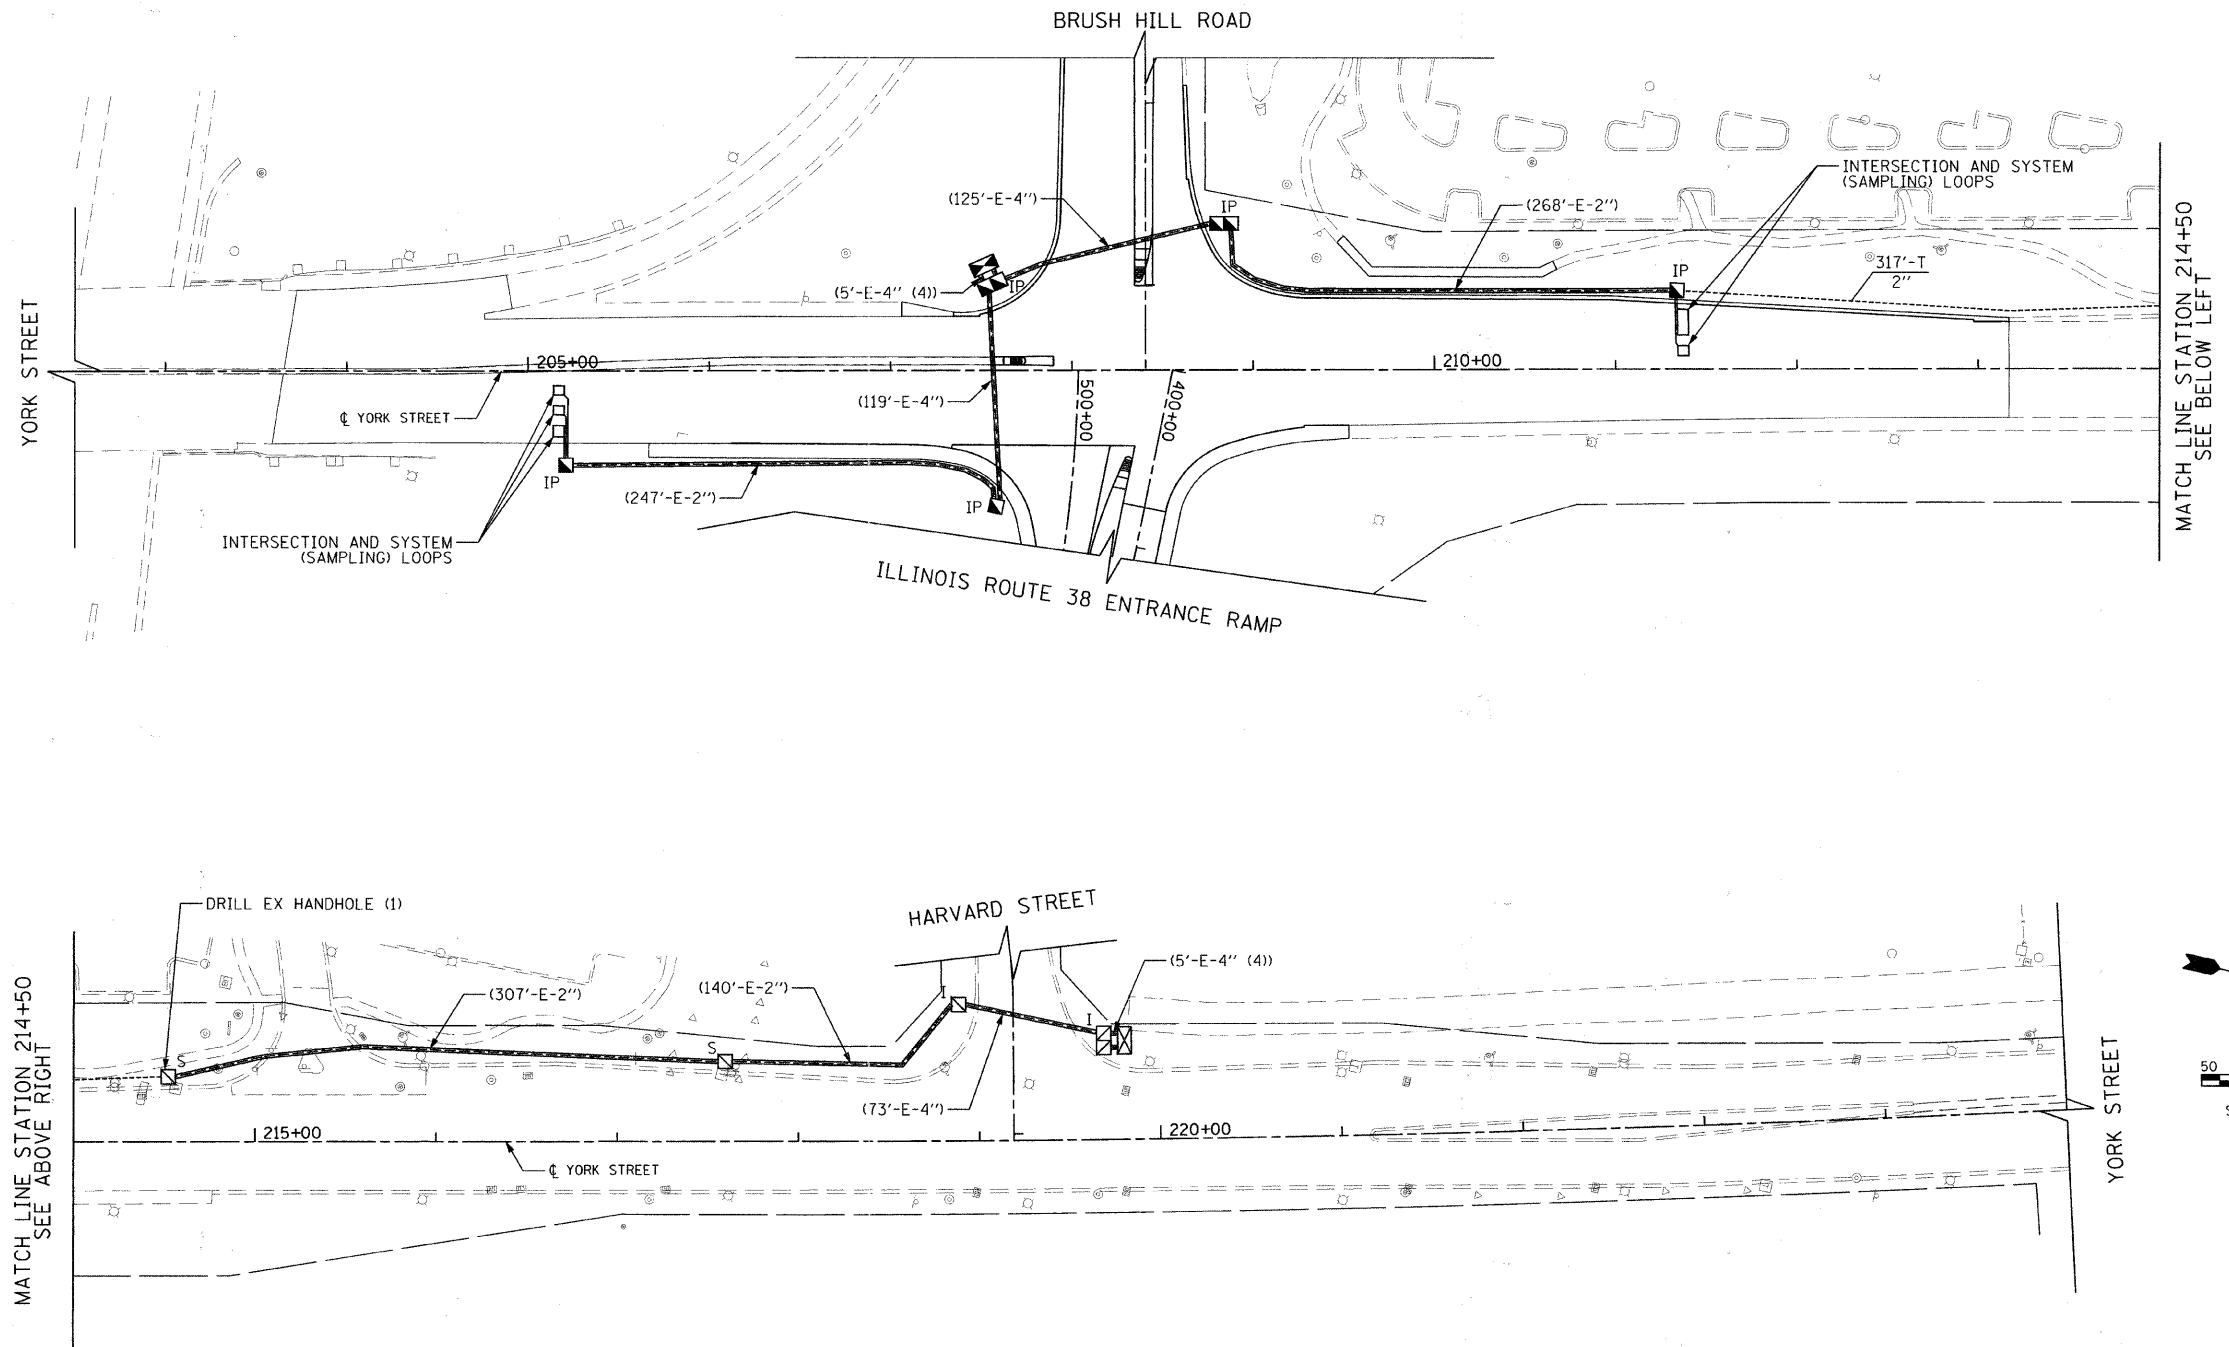 BRUSH HILL ROAD
INTERSECTION AND SYSTEM
(SAMPLING) LOOPS
(125'-E-4")
IP
(268'-E-2")
(5'-E-4" (4))
IP
IP
317'-T
2"
YORK STREET
205+00
210+00
MATCH LINE STATION 214+50
SEE BELOW LEFT
℄ YORK STREET
(119'-E-4")
500+00
400+00
IP
(247'-E-2")
IP
INTERSECTION AND SYSTEM
(SAMPLING) LOOPS
ILLINOIS ROUTE 38 ENTRANCE RAMP
DRILL EX HANDHOLE (1)
HARVARD STREET
(5'-E-4" (4))
(307'-E-2")
(140'-E-2")
I
I
S
S
MATCH LINE STATION 214+50
SEE ABOVE RIGHT
(73'-E-4")
215+00
220+00
℄ YORK STREET
YORK STREET
50